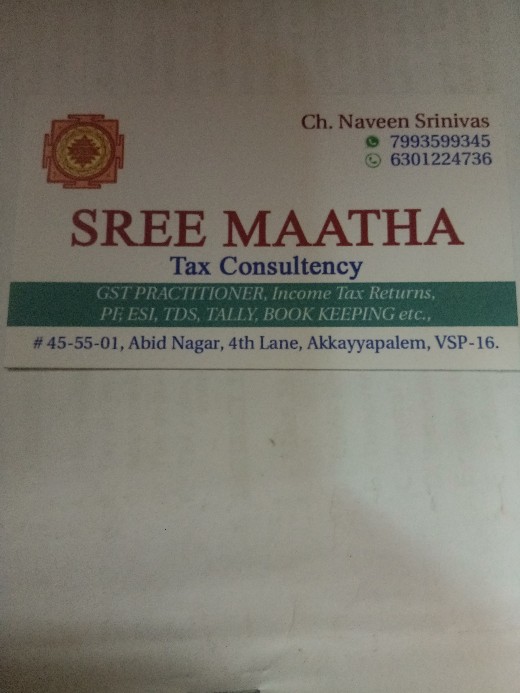 Ch. Naveen Srinivas
7993599345
6301224736
SREE MAATHA
Tax Consultency
GST PRACTITIONER, Income Tax Returns,
PF, ESI, TDS, TALLY, BOOK KEEPING etc.,
# 45-55-01, Abid Nagar, 4th Lane, Akkayyapalem, VSP-16.